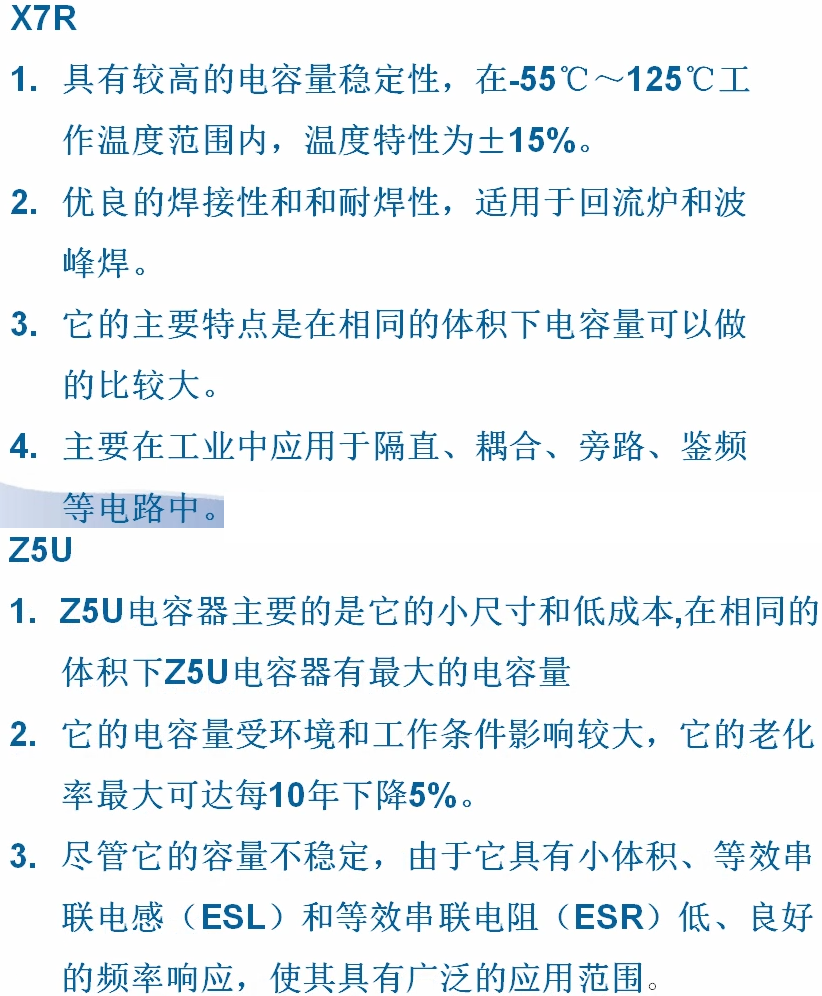 X7R
1. 具有较高的电容量稳定性，在-55℃～125℃工
作温度范围内，温度特性为±15%。
2. 优良的焊接性和和耐焊性，适用于回流炉和波
峰焊。
3. 它的主要特点是在相同的体积下电容量可以做
的比较大。
4. 主要在工业中应用于隔直、耦合、旁路、鉴频
等电路中。
Z5U
1. Z5U电容器主要的是它的小尺寸和低成本,在相同的
体积下Z5U电容器有最大的电容量
2. 它的电容量受环境和工作条件影响较大，它的老化
率最大可达每10年下降5%。
3. 尽管它的容量不稳定，由于它具有小体积、等效串
联电感（ESL）和等效串联电阻（ESR）低、良好
的频率响应，使其具有广泛的应用范围。